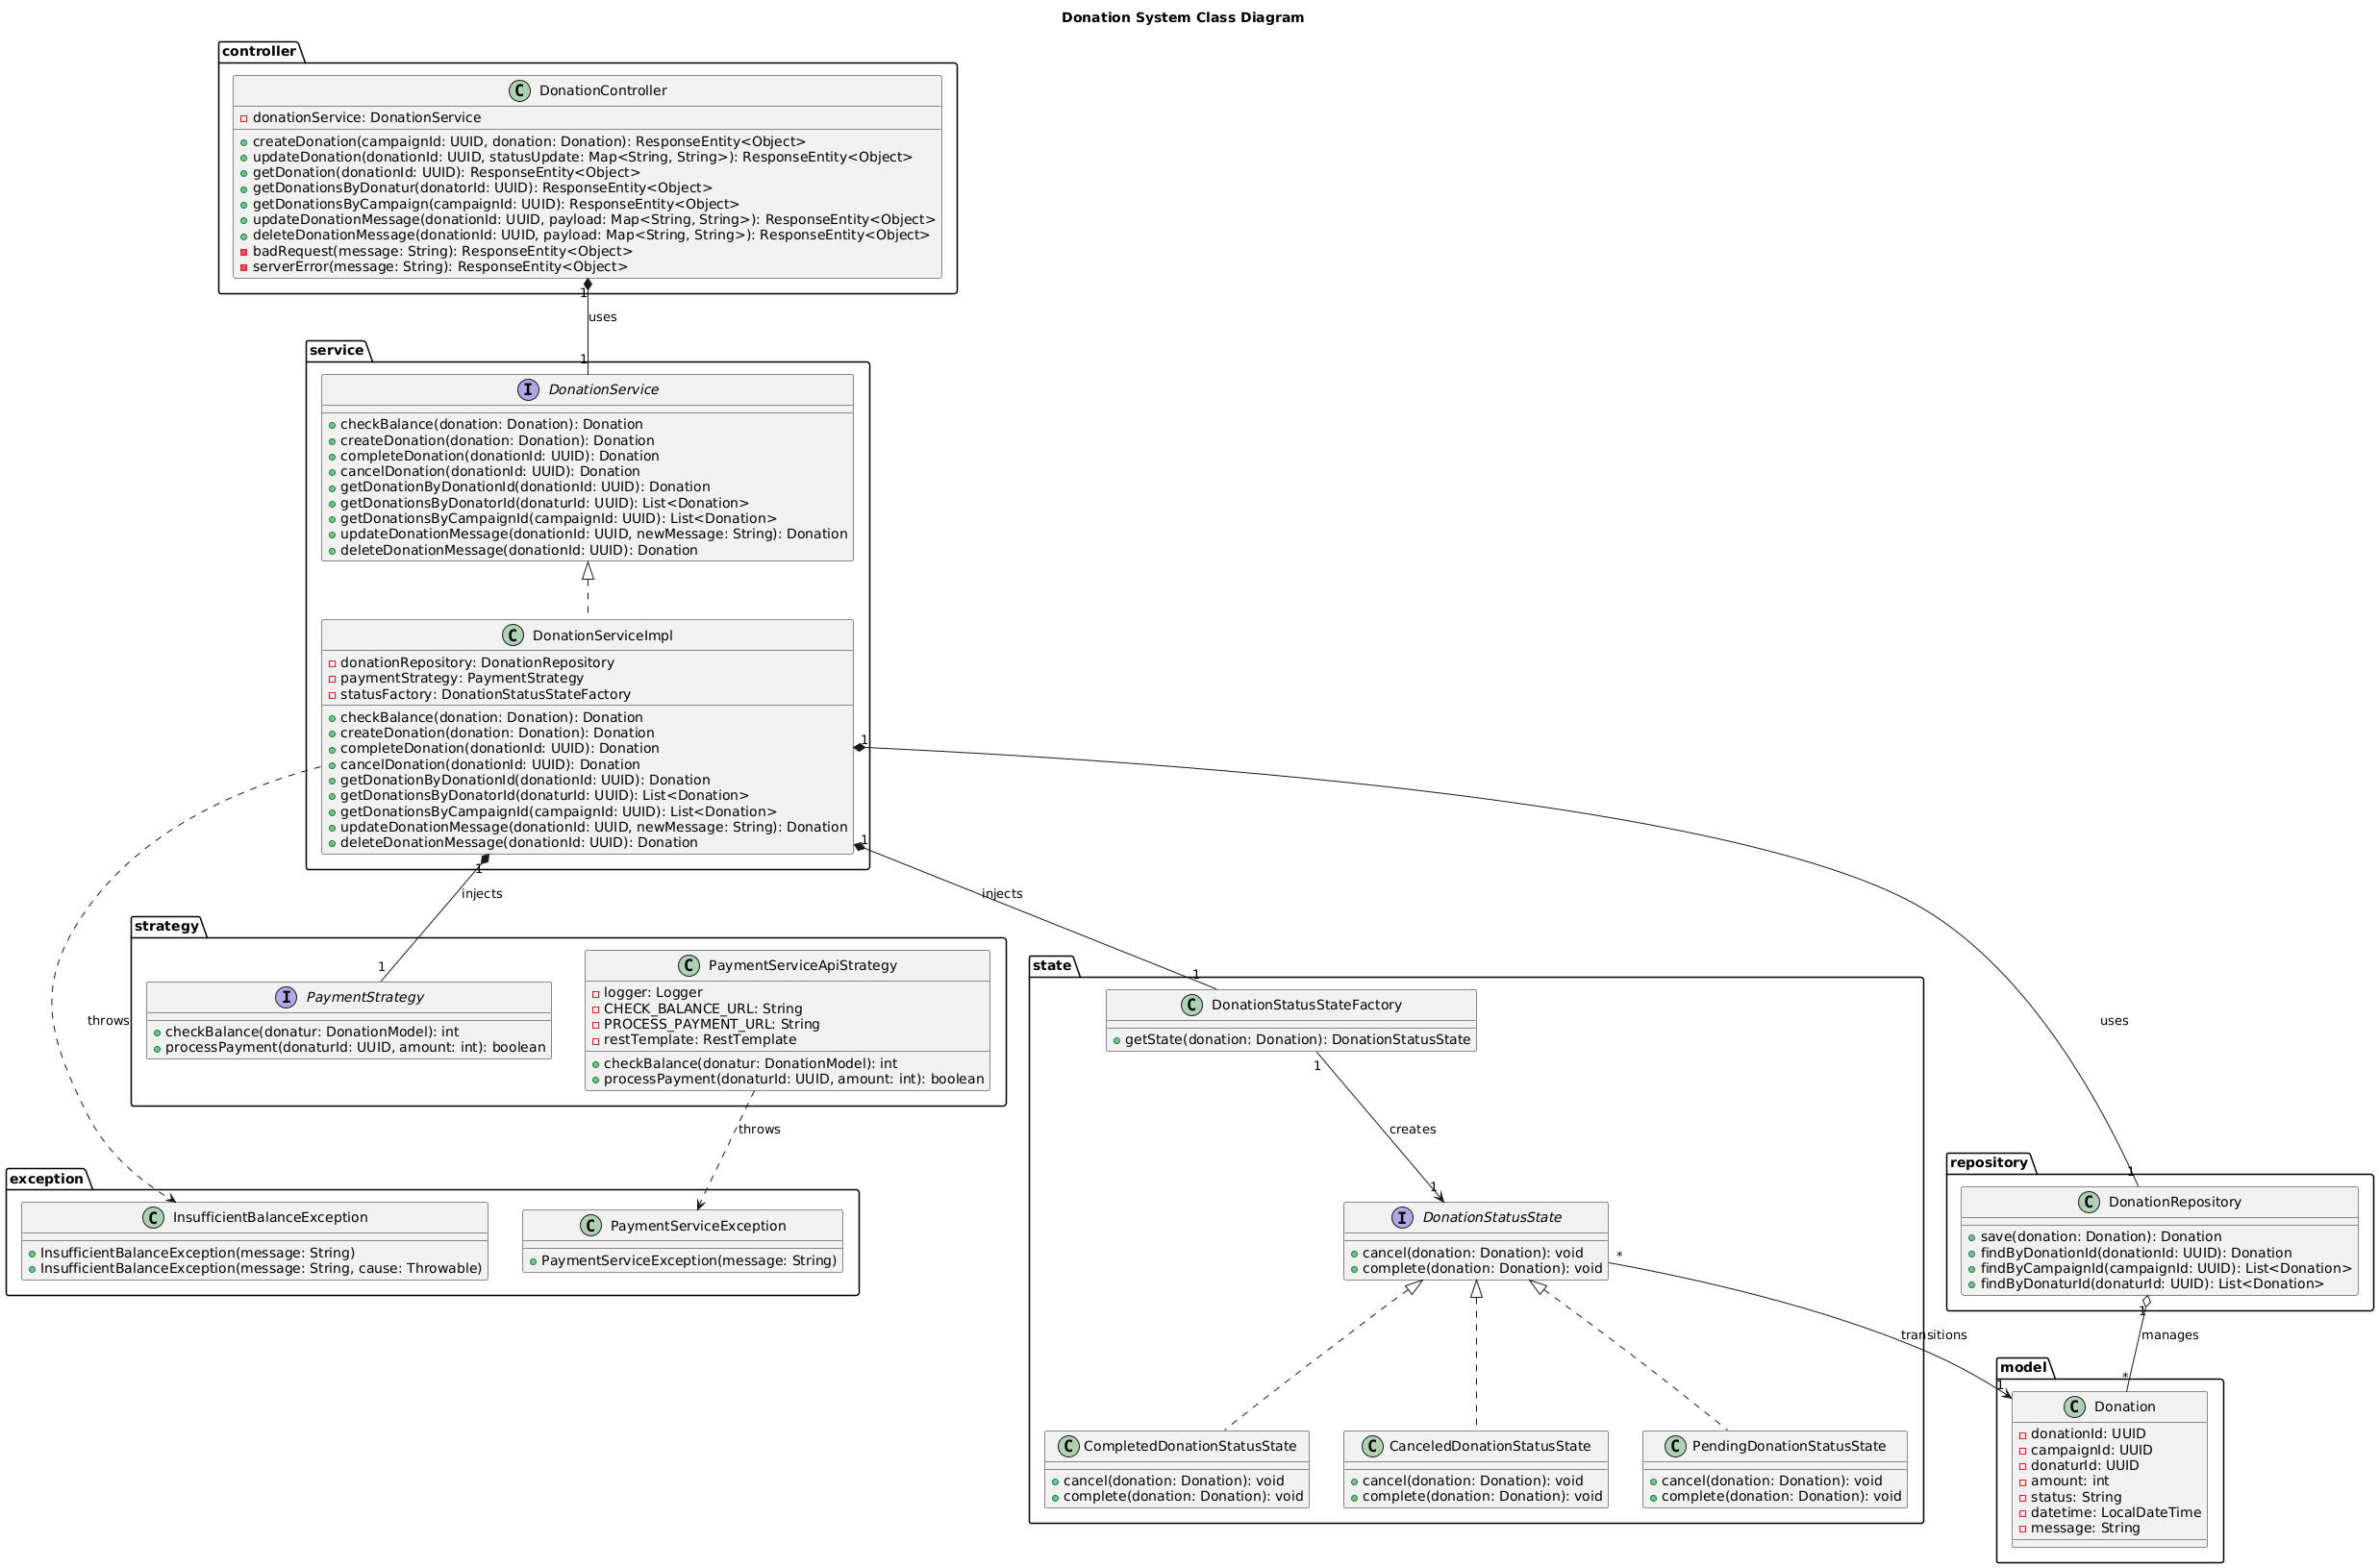 Donation System Class Diagram
controller
C DonationController
donationService: DonationService
createDonation(campaignId: UUID, donation: Donation): ResponseEntity<Object>
updateDonation(donationId: UUID, statusUpdate: Map<String, String>): ResponseEntity<Object>
getDonation(donationId: UUID): ResponseEntity<Object>
getDonationsByDonatur(donatorId: UUID): ResponseEntity<Object>
getDonationsByCampaign(campaignId: UUID): ResponseEntity<Object>
updateDonationMessage(donationId: UUID, payload: Map<String, String>): ResponseEntity<Object>
deleteDonationMessage(donationId: UUID, payload: Map<String, String>): ResponseEntity<Object>
badRequest(message: String): ResponseEntity<Object>
serverError(message: String): ResponseEntity<Object>
1
uses
1
service
I DonationService
checkBalance(donation: Donation): Donation
createDonation(donation: Donation): Donation
completeDonation(donationId: UUID): Donation
cancelDonation(donationId: UUID): Donation
getDonationByDonationId(donationId: UUID): Donation
getDonationsByDonatorId(donaturId: UUID): List<Donation>
getDonationsByCampaignId(campaignId: UUID): List<Donation>
updateDonationMessage(donationId: UUID, newMessage: String): Donation
deleteDonationMessage(donationId: UUID): Donation
C DonationServiceImpl
donationRepository: DonationRepository
paymentStrategy: PaymentStrategy
statusFactory: DonationStatusStateFactory
checkBalance(donation: Donation): Donation
createDonation(donation: Donation): Donation
completeDonation(donationId: UUID): Donation
cancelDonation(donationId: UUID): Donation
getDonationByDonationId(donationId: UUID): Donation
getDonationsByDonatorId(donaturId: UUID): List<Donation>
getDonationsByCampaignId(campaignId: UUID): List<Donation>
updateDonationMessage(donationId: UUID, newMessage: String): Donation
deleteDonationMessage(donationId: UUID): Donation
1
1
1
injects
injects
strategy
1
I PaymentStrategy
checkBalance(donatur: DonationModel): int
processPayment(donaturId: UUID, amount: int): boolean
C PaymentServiceApiStrategy
logger: Logger
CHECK_BALANCE_URL: String
PROCESS_PAYMENT_URL: String
restTemplate: RestTemplate
checkBalance(donatur: DonationModel): int
processPayment(donaturId: UUID, amount: int): boolean
throws
throws
uses
state
1
C DonationStatusStateFactory
getState(donation: Donation): DonationStatusState
1
creates
1
exception
C InsufficientBalanceException
InsufficientBalanceException(message: String)
InsufficientBalanceException(message: String, cause: Throwable)
C PaymentServiceException
PaymentServiceException(message: String)
I DonationStatusState
cancel(donation: Donation): void
complete(donation: Donation): void
*
transitions
1
repository
1
C DonationRepository
save(donation: Donation): Donation
findByDonationId(donationId: UUID): Donation
findByCampaignId(campaignId: UUID): List<Donation>
findByDonaturId(donaturId: UUID): List<Donation>
1
manages
*
C CompletedDonationStatusState
cancel(donation: Donation): void
complete(donation: Donation): void
C CanceledDonationStatusState
cancel(donation: Donation): void
complete(donation: Donation): void
C PendingDonationStatusState
cancel(donation: Donation): void
complete(donation: Donation): void
model
C Donation
donationId: UUID
campaignId: UUID
donaturId: UUID
amount: int
status: String
datetime: LocalDateTime
message: String